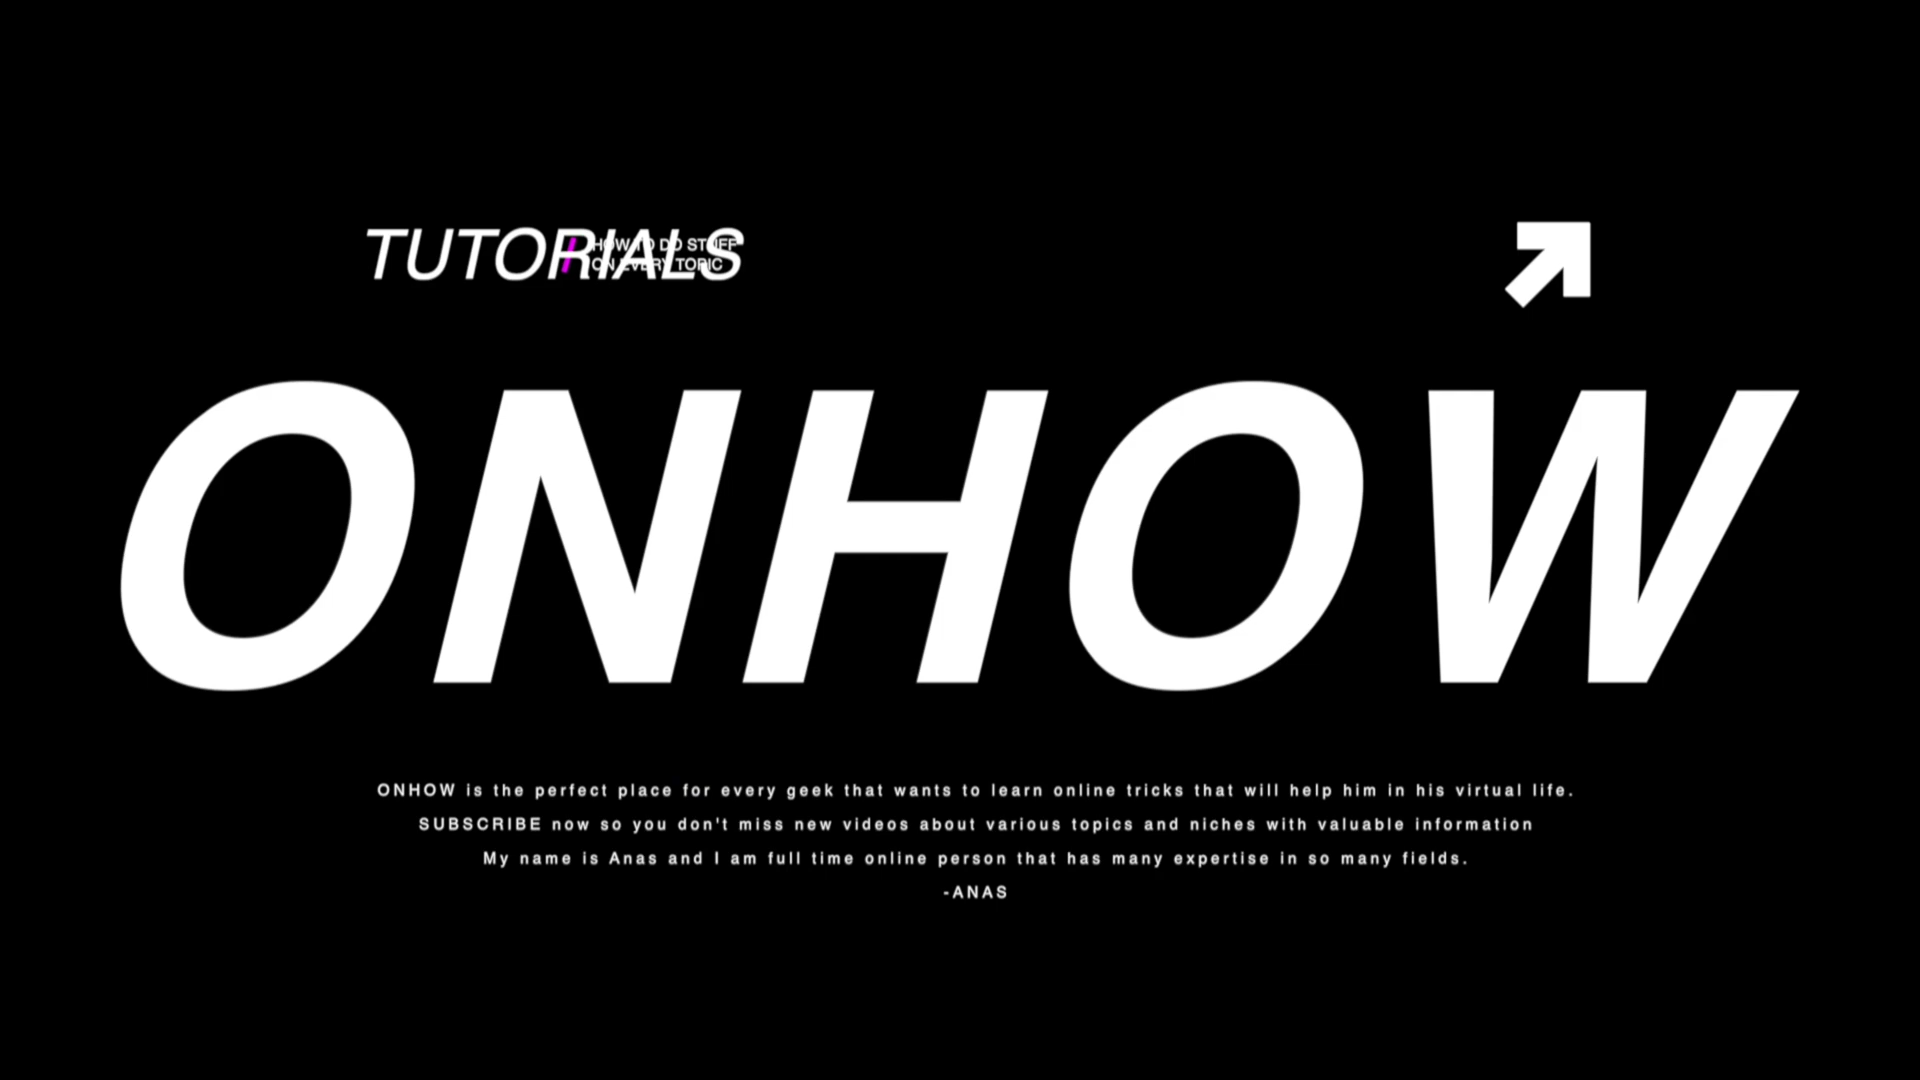 TUTORIALS
HOW TO DO STUFF
ON EVERY TOPIC
ONHOW
ONHOW is the perfect place for every geek that wants to learn online tricks that will help him in his virtual life.
SUBSCRIBE now so you don't miss new videos about various topics and niches with valuable information
My name is Anas and I am full time online person that has many expertise in so many fields.
-ANAS